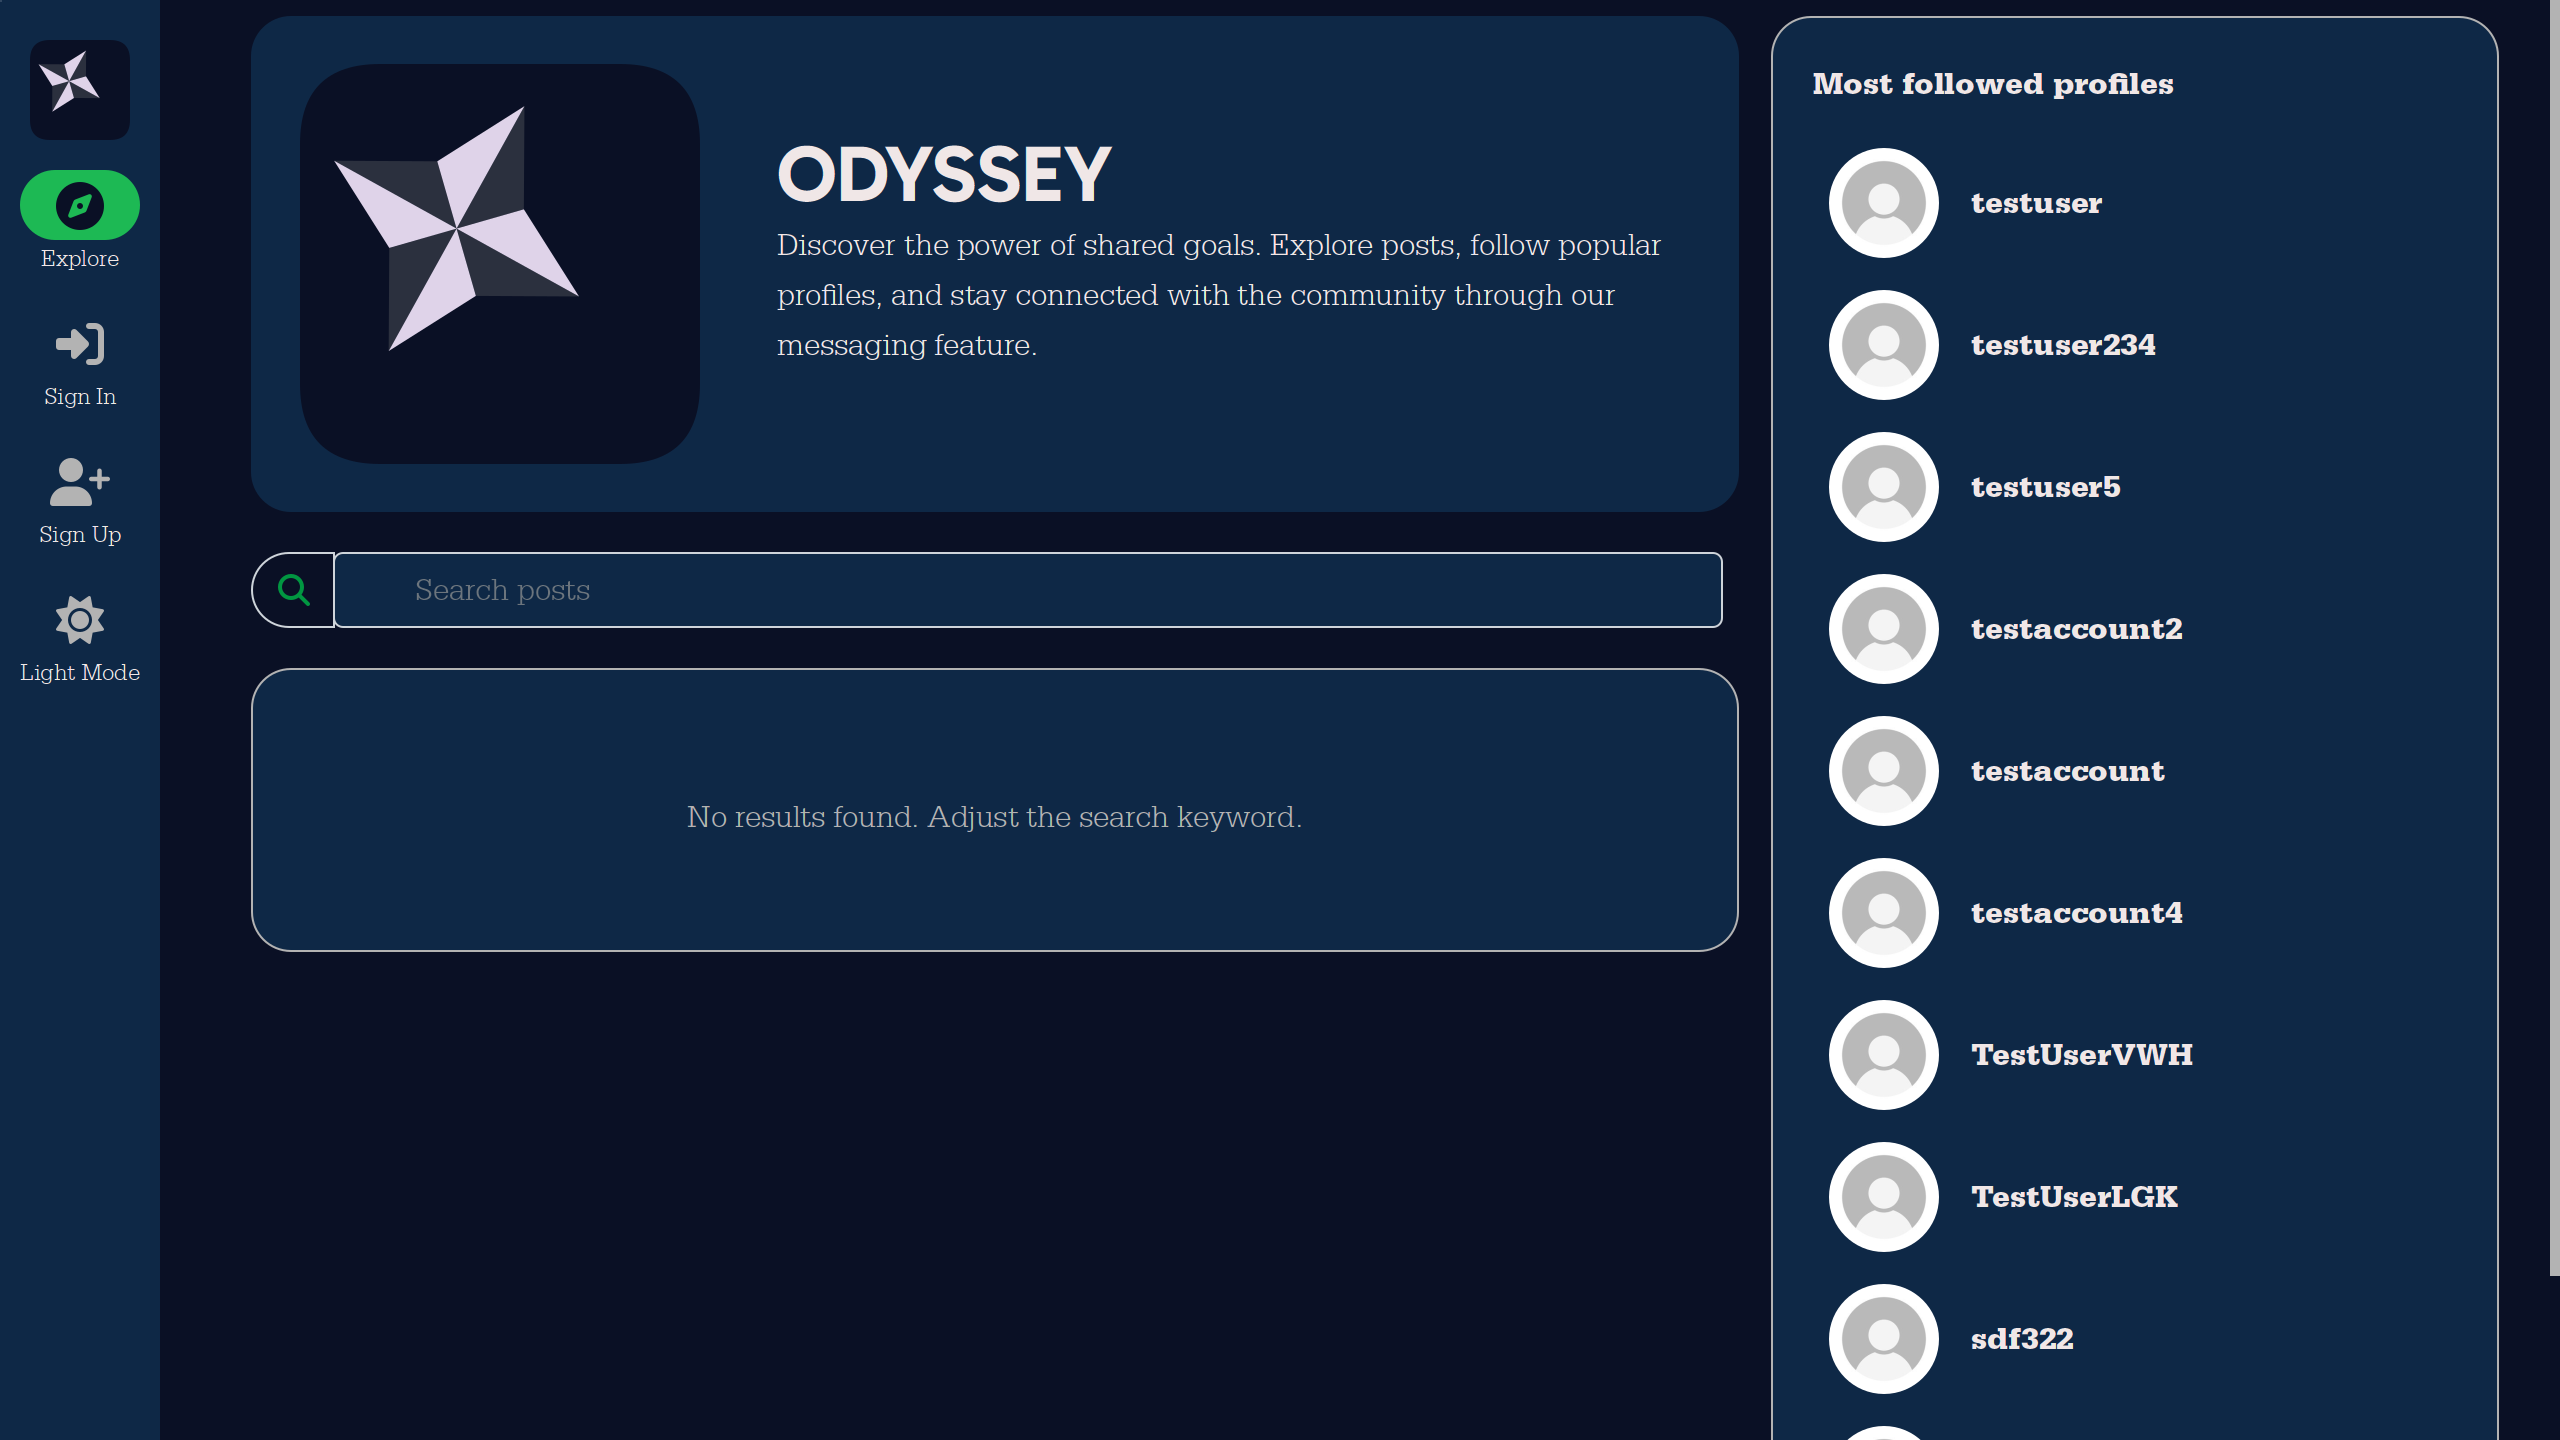 Explore
Sign In
Sign Up
Light Mode
ODYSSEY
Discover the power of shared goals. Explore posts, follow popular
profiles, and stay connected with the community through our
messaging feature.
Search posts
No results found. Adjust the search keyword.
Most followed profiles
testuser
testuser234
testuser5
testaccount2
testaccount
testaccount4
TestUserVWH
TestUserLGK
sdf322